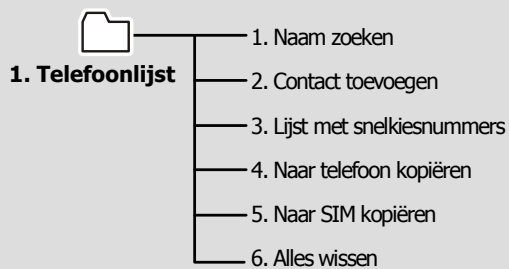 1. Telefoonlijst
1. Naam zoeken
2. Contact toevoegen
3. Lijst met snelkiesnummers
4. Naar telefoon kopiëren
5. Naar SIM kopiëren
6. Alles wissen